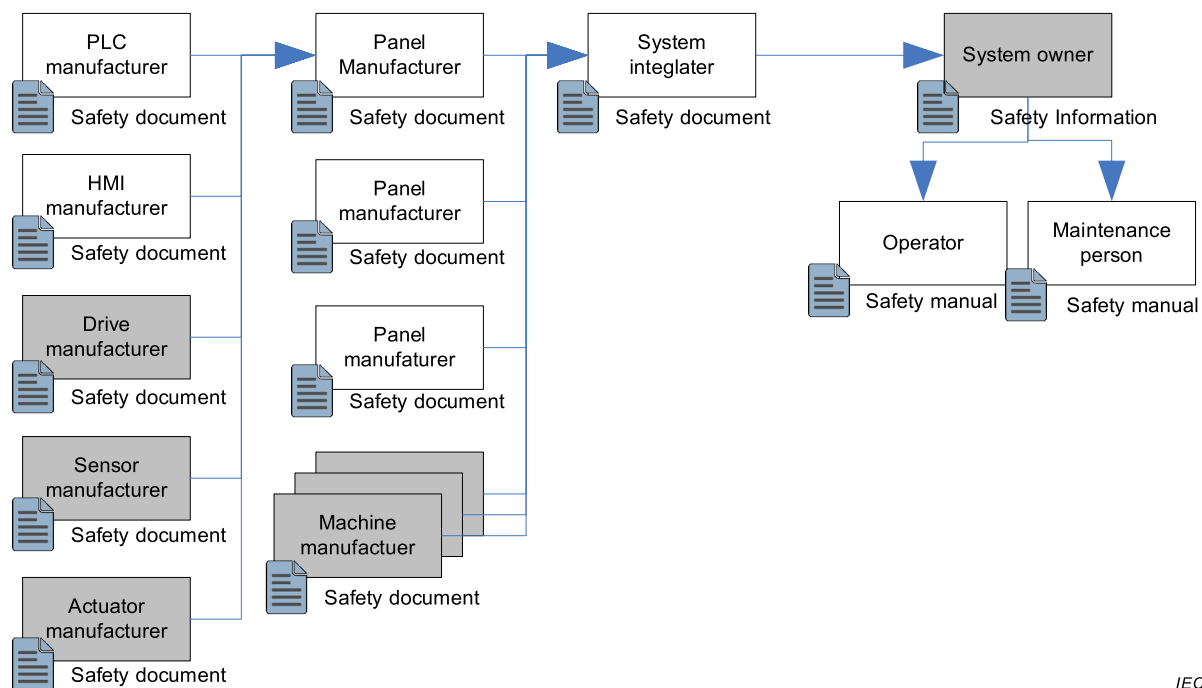 PLC
manufacturer
Safety document
HMI
manufacturer
Safety document
Drive
manufacturer
Safety document
Sensor
manufacturer
Safety document
Actuator
manufacturer
Safety document
Panel
Manufacturer
Safety document
Panel
manufacturer
Safety document
Panel
manufaturer
Safety document
Machine
manufactuer
Safety document
System
integlater
Safety document
System owner
Safety Information
Operator
Safety manual
Maintenance
person
Safety manual
IEC